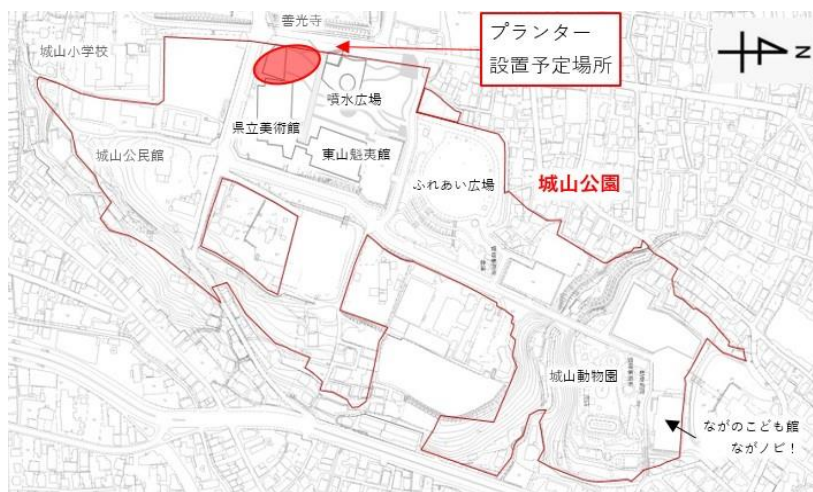 善光寺
プランター
設置予定場所
N
城山小学校
噴水広場
県立美術館
城山公民館
東山魁夷館
ふれあい広場
城山公園
城山動物園
ながのこども館
ながノビ！